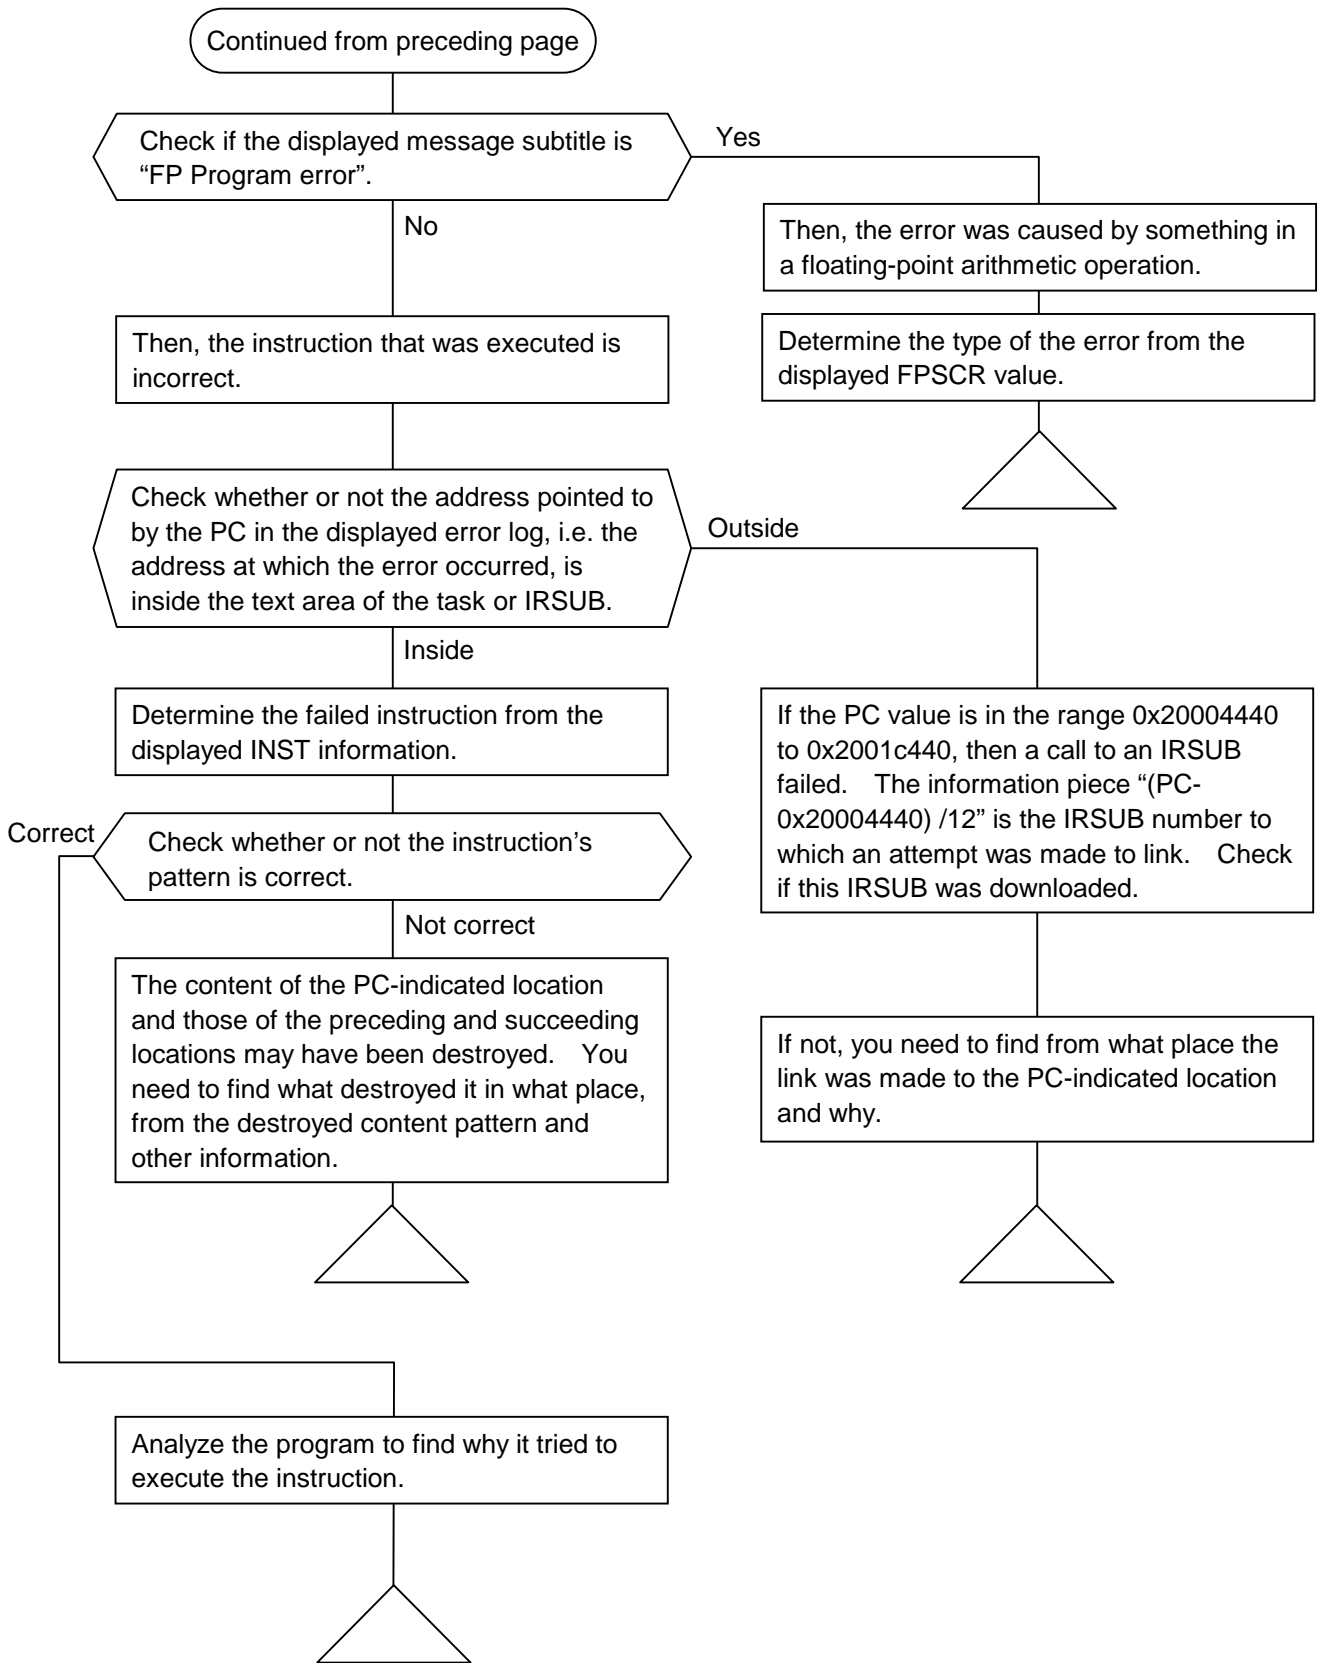 Continued from preceding page
Check if the displayed message subtitle is
“FP Program error”.
Yes
No
Then, the error was caused by something in
a floating-point arithmetic operation.
Determine the type of the error from the
displayed FPSCR value.
Then, the instruction that was executed is
incorrect.
Check whether or not the address pointed to
by the PC in the displayed error log, i.e. the
address at which the error occurred, is
inside the text area of the task or IRSUB.
Outside
Inside
If the PC value is in the range 0x20004440
to 0x2001c440, then a call to an IRSUB
failed. The information piece “(PC-
0x20004440) /12” is the IRSUB number to
which an attempt was made to link. Check
if this IRSUB was downloaded.
If not, you need to find from what place the
link was made to the PC-indicated location
and why.
Determine the failed instruction from the
displayed INST information.
Correct
Check whether or not the instruction’s
pattern is correct.
Not correct
The content of the PC-indicated location
and those of the preceding and succeeding
locations may have been destroyed. You
need to find what destroyed it in what place,
from the destroyed content pattern and
other information.
Analyze the program to find why it tried to
execute the instruction.